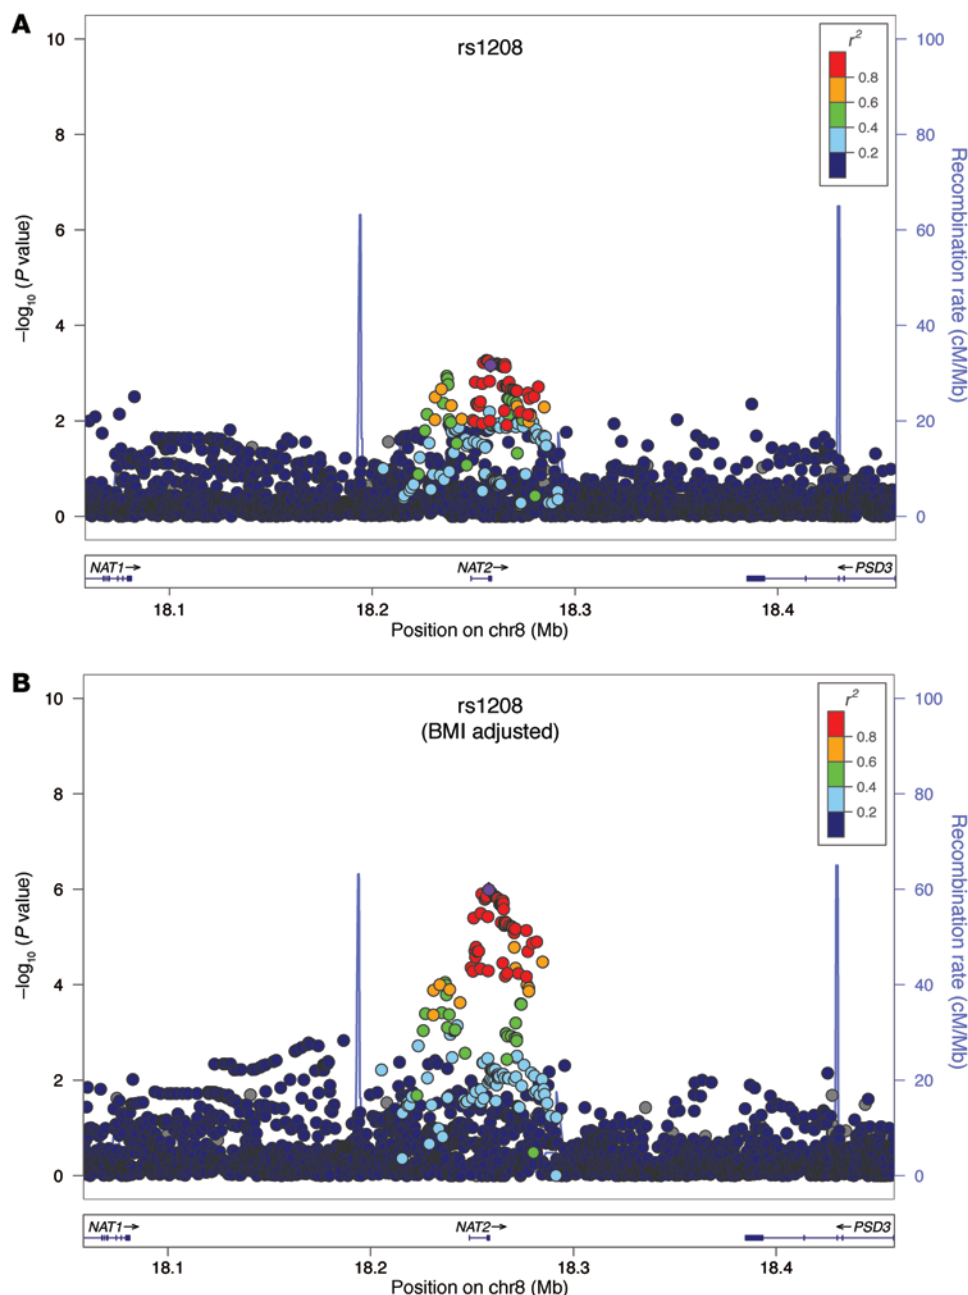 A
rs1208
r²
0.8
0.6
0.4
0.2
10
8
6
4
2
0
–log₁₀ (P value)
100
80
60
40
20
0
Recombination rate (cM/Mb)
NAT1→
NAT2→
←PSD3
18.1
18.2
18.3
18.4
Position on chr8 (Mb)
B
rs1208
(BMI adjusted)
r²
0.8
0.6
0.4
0.2
10
8
6
4
2
0
–log₁₀ (P value)
100
80
60
40
20
0
Recombination rate (cM/Mb)
NAT1→
NAT2→
←PSD3
18.1
18.2
18.3
18.4
Position on chr8 (Mb)